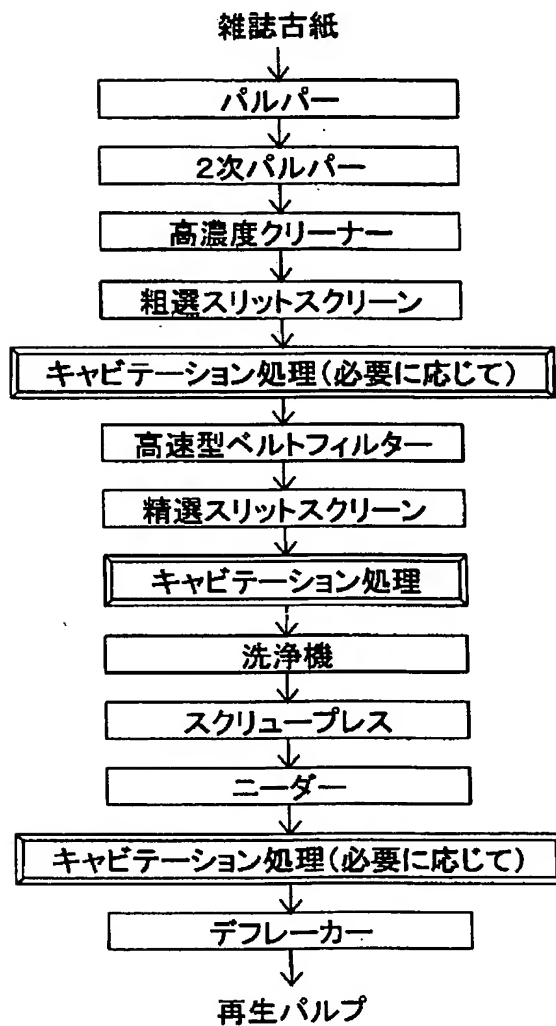 雑誌古紙
パルパー
2次パルパー
高濃度クリーナー
粗選スリットスクリーン
キャビテーション処理(必要に応じて)
高速型ベルトフィルター
精選スリットスクリーン
キャビテーション処理
洗浄機
スクリュープレス
ニーダー
キャビテーション処理(必要に応じて)
デフレーカー
再生パルプ